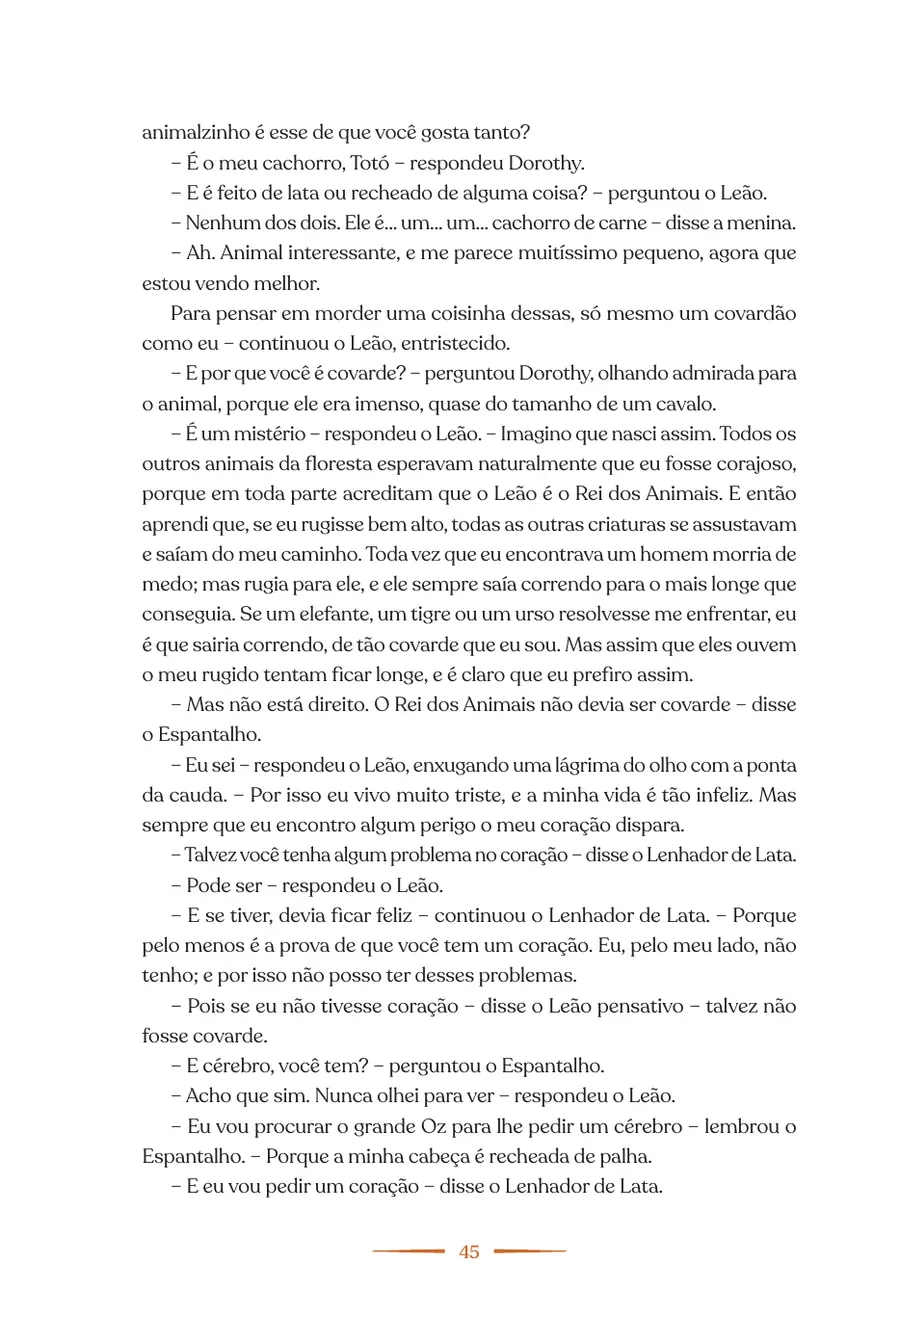 animalzinho é esse de que você gosta tanto?
– É o meu cachorro, Totó – respondeu Dorothy.
– E é feito de lata ou recheado de alguma coisa? – perguntou o Leão.
– Nenhum dos dois. Ele é... um... um... cachorro de carne – disse a menina.
– Ah. Animal interessante, e me parece muitíssimo pequeno, agora que
estou vendo melhor.
Para pensar em morder uma coisinha dessas, só mesmo um covardão
como eu – continuou o Leão, entristecido.
– E por que você é covarde? – perguntou Dorothy, olhando admirada para
o animal, porque ele era imenso, quase do tamanho de um cavalo.
– É um mistério – respondeu o Leão. – Imagino que nasci assim. Todos os
outros animais da floresta esperavam naturalmente que eu fosse corajoso,
porque em toda parte acreditam que o Leão é o Rei dos Animais. E então
aprendi que, se eu rugisse bem alto, todas as outras criaturas se assustavam
e saíam do meu caminho. Toda vez que eu encontrava um homem morria de
medo; mas rugia para ele, e ele sempre saía correndo para o mais longe que
conseguia. Se um elefante, um tigre ou um urso resolvesse me enfrentar, eu
é que sairia correndo, de tão covarde que eu sou. Mas assim que eles ouvem
o meu rugido tentam ficar longe, e é claro que eu prefiro assim.
– Mas não está direito. O Rei dos Animais não devia ser covarde – disse
o Espantalho.
– Eu sei – respondeu o Leão, enxugando uma lágrima do olho com a ponta
da cauda. – Por isso eu vivo muito triste, e a minha vida é tão infeliz. Mas
sempre que eu encontro algum perigo o meu coração dispara.
– Talvez você tenha algum problema no coração – disse o Lenhador de Lata.
– Pode ser – respondeu o Leão.
– E se tiver, devia ficar feliz – continuou o Lenhador de Lata. – Porque
pelo menos é a prova de que você tem um coração. Eu, pelo meu lado, não
tenho; e por isso não posso ter desses problemas.
– Pois se eu não tivesse coração – disse o Leão pensativo – talvez não
fosse covarde.
– E cérebro, você tem? – perguntou o Espantalho.
– Acho que sim. Nunca olhei para ver – respondeu o Leão.
– Eu vou procurar o grande Oz para lhe pedir um cérebro – lembrou o
Espantalho. – Porque a minha cabeça é recheada de palha.
– E eu vou pedir um coração – disse o Lenhador de Lata.
45